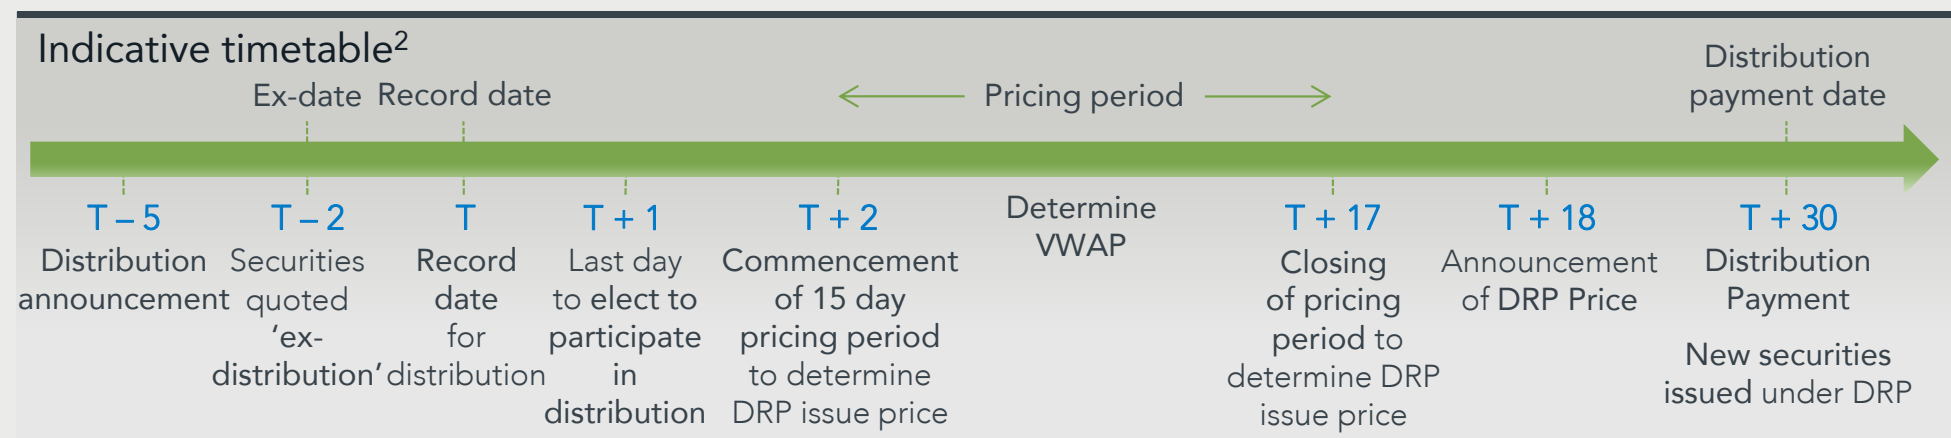 Indicative timetable2
Ex-date
Record date
Pricing period
Distribution
payment date
T – 5
Distribution
announcement
T – 2
Securities
quoted
‘ex-
distribution’
T
Record
date
for
distribution
T + 1
Last day
to elect to
participate
in
distribution
T + 2
Commencement
of 15 day
pricing period
to determine
DRP issue price
Determine
VWAP
T + 17
Closing
of pricing
period to
determine DRP
issue price
T + 18
Announcement
of DRP Price
T + 30
Distribution
Payment
New securities
issued under DRP